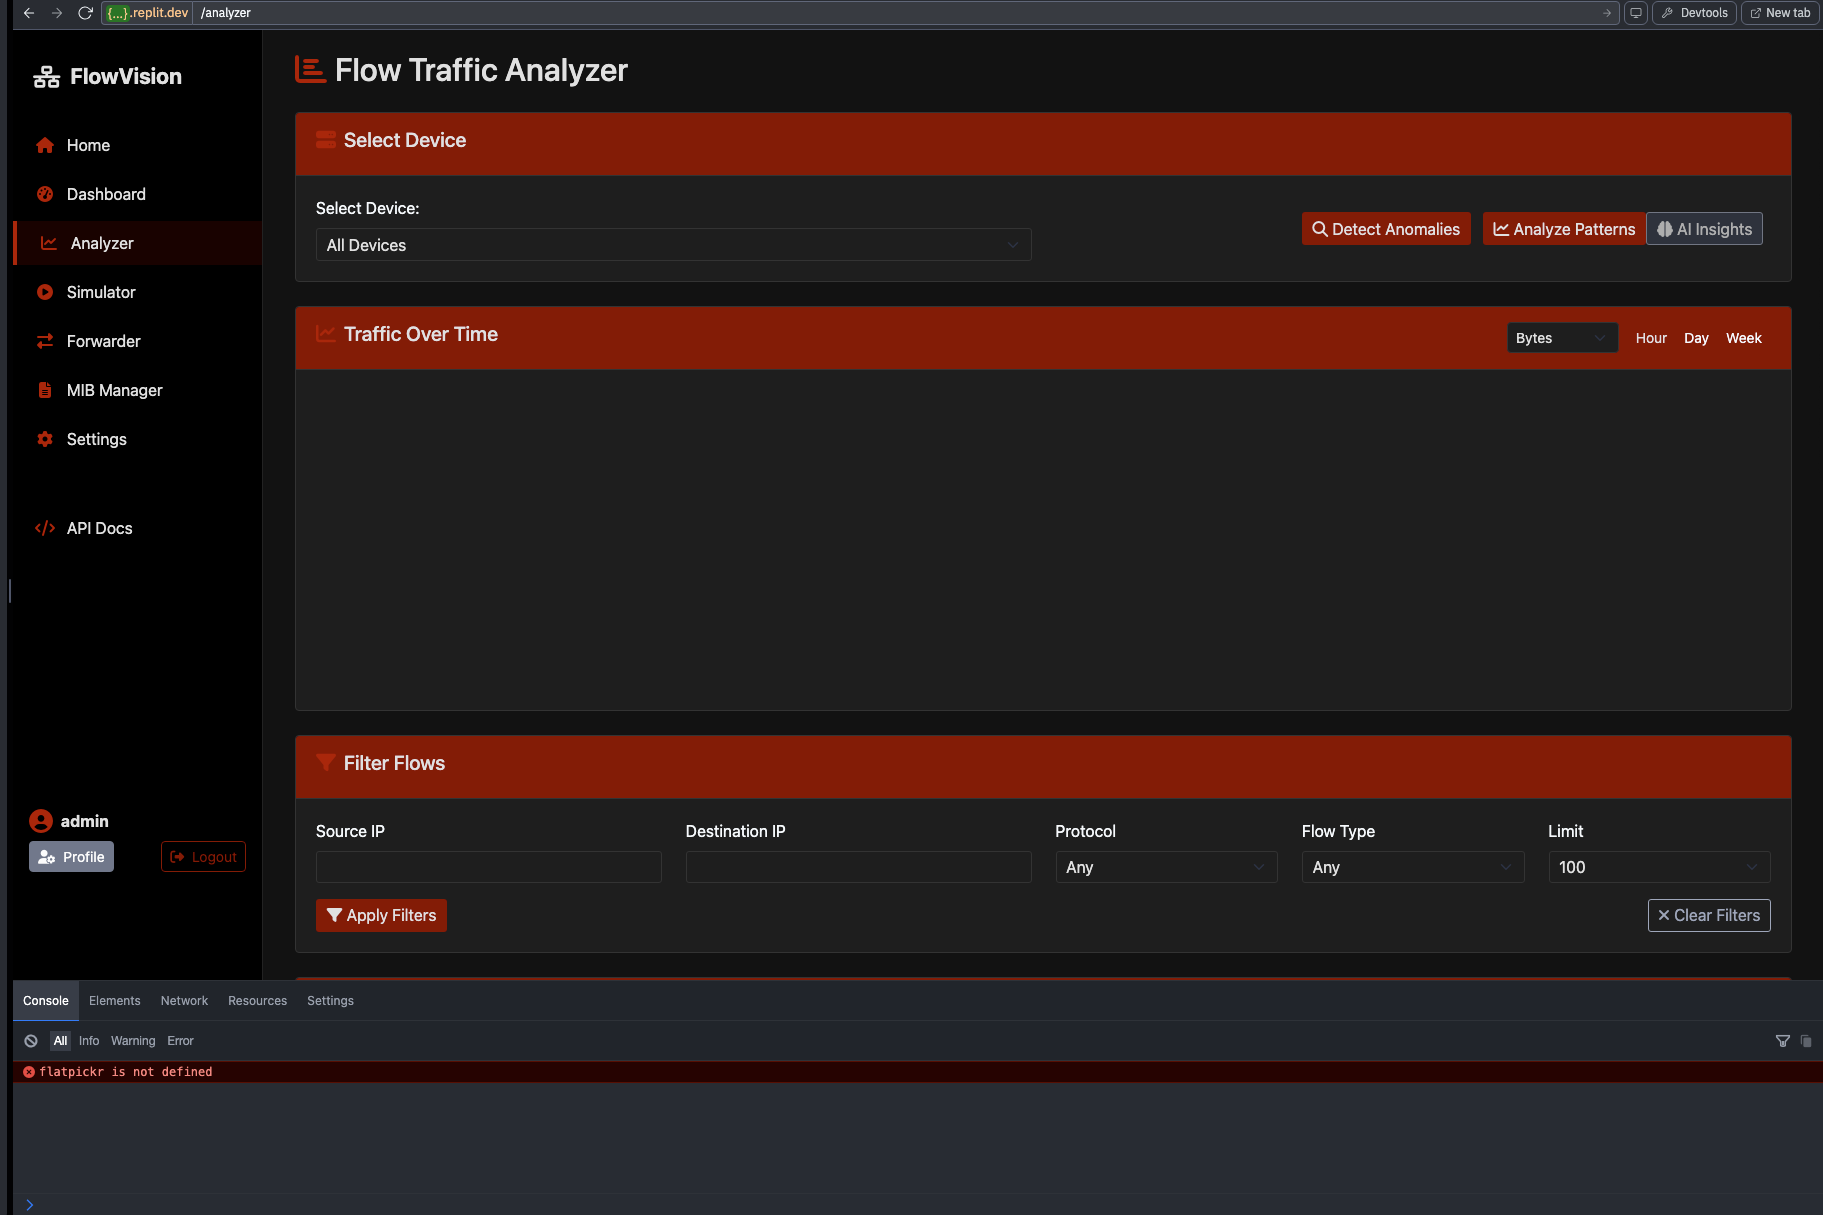 {...}.replit.dev /analyzer Devtools New tab
FlowVision
Home
Dashboard
Analyzer
Simulator
Forwarder
MIB Manager
Settings
API Docs
admin
Profile Logout
Flow Traffic Analyzer
Select Device
Select Device:
All Devices
Detect Anomalies Analyze Patterns AI Insights
Traffic Over Time
Bytes Hour Day Week
Filter Flows
Source IP Destination IP Protocol Flow Type Limit
Any Any 100
Apply Filters Clear Filters
Console Elements Network Resources Settings
All Info Warning Error
flatpickr is not defined